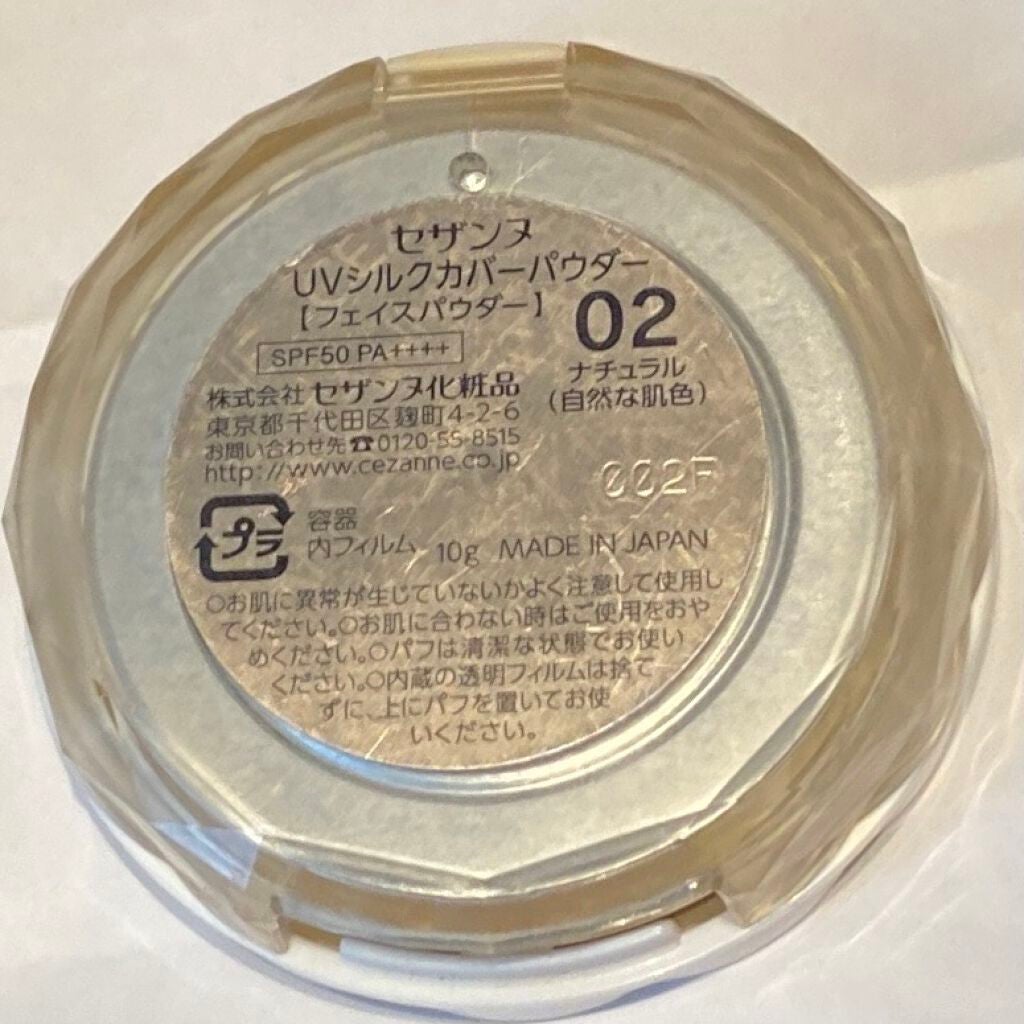 セザンヌ
UVシルクカバーパウダー
【フェイスパウダー】
02
ナチュラル
(自然な肌色)
SPF50 PA++++
株式会社 セザンヌ化粧品
東京都千代田区麹町4-2-6
お問い合わせ先☎0120-55-8515
http://www.cezanne.co.jp
002F
プラ
容器
内フィルム 10g MADE IN JAPAN
○お肌に異常が生じていないかよく注意して使用し
てください。○お肌に合わない時はご使用をおや
めください。○パフは清潔な状態でお使い
ください。○内蔵の透明フィルムは捨て
ずに、上にパフを置いてお使
いください。